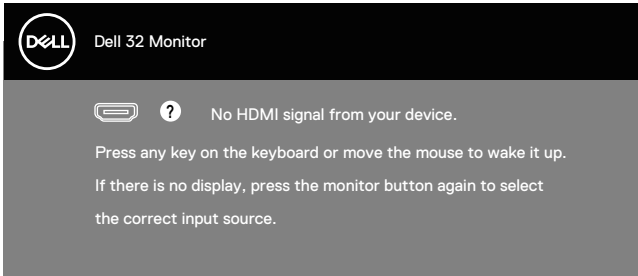 DELL
Dell 32 Monitor
? No HDMI signal from your device.
Press any key on the keyboard or move the mouse to wake it up.
If there is no display, press the monitor button again to select
the correct input source.